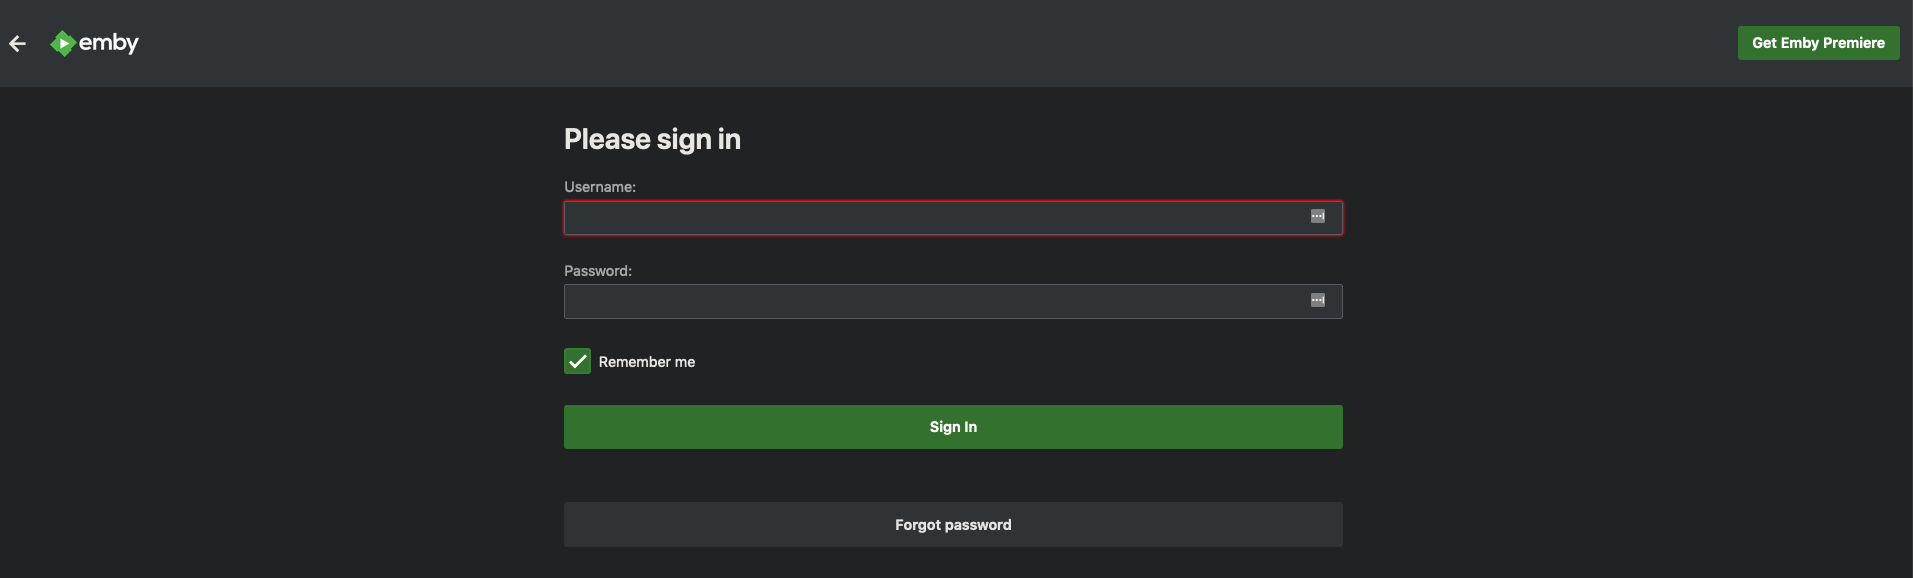 emby
Get Emby Premiere
Please sign in
Username:
Password:
Remember me
Sign In
Forgot password